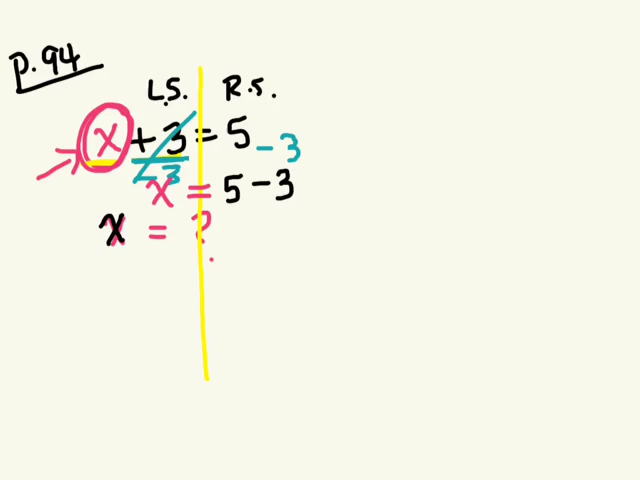 p.94
L.S. R.S.
x + 3 = 5 - 3
- 3
x = 5 - 3
x = ?